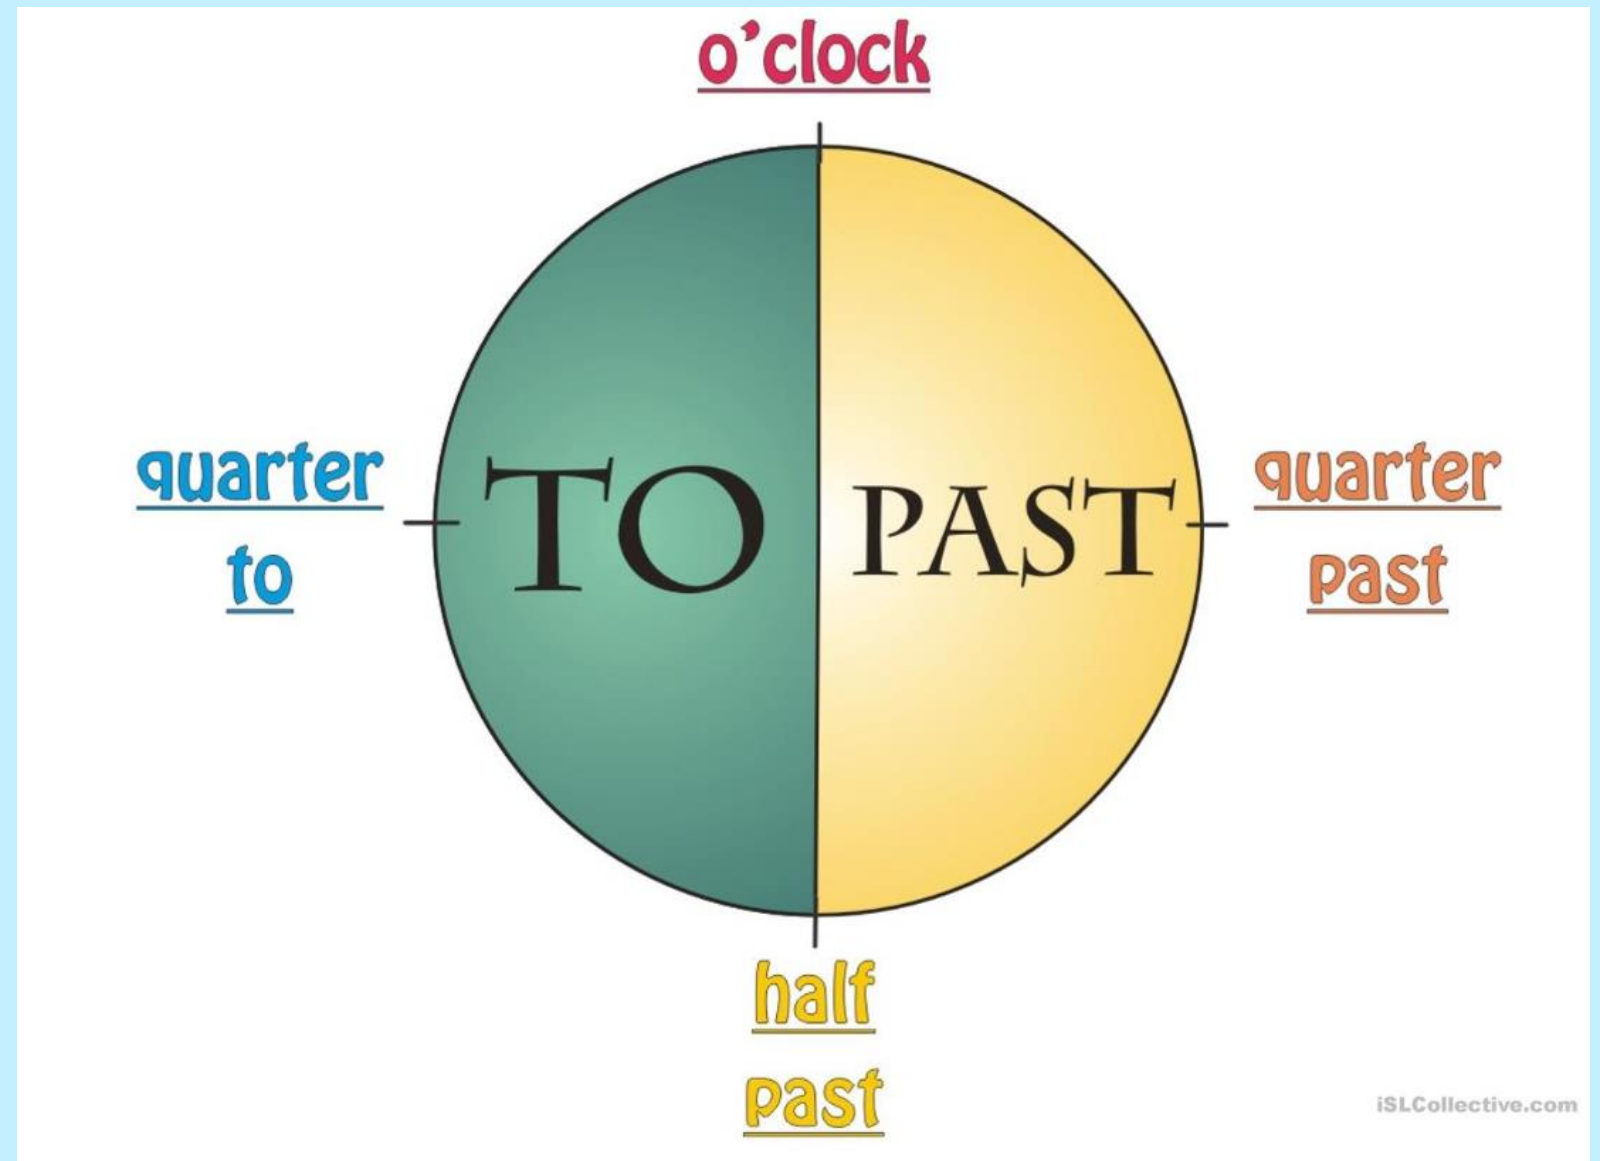 o'clock
quarter
to
TO
PAST
quarter
past
half
past
iSLCollective.com